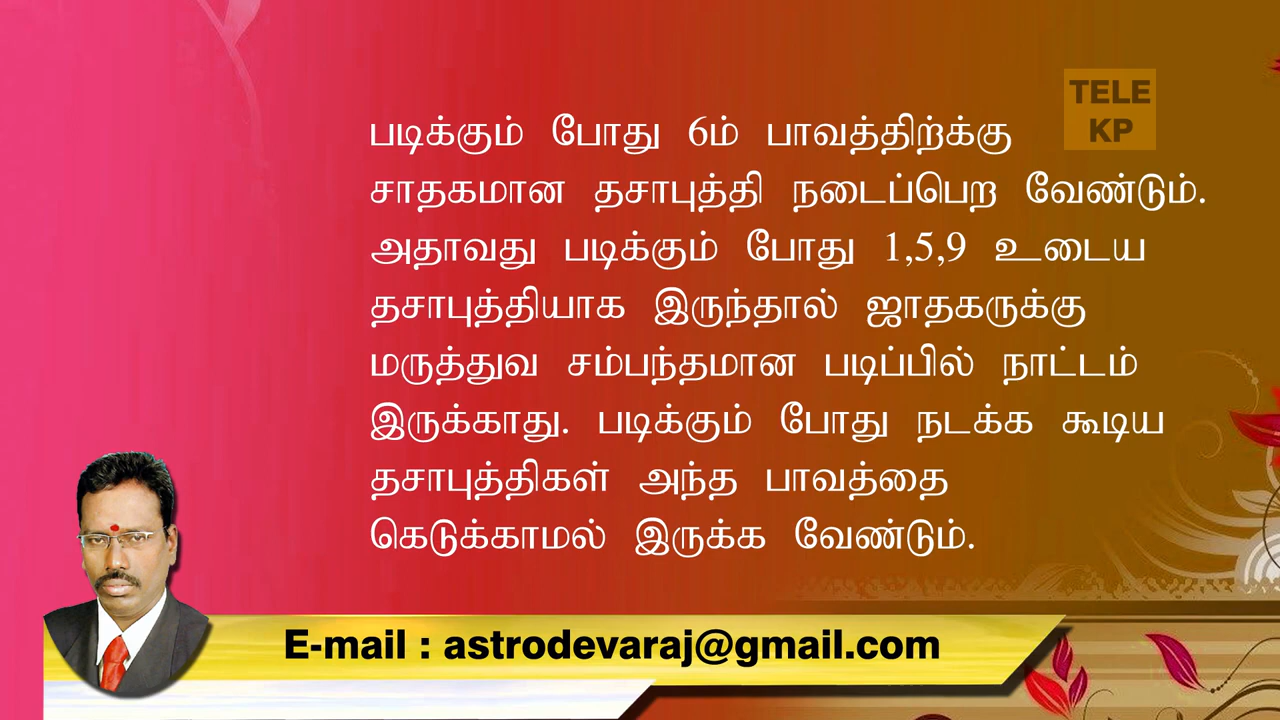 TELE
KP
படிக்கும் போது 6ம் பாவத்திற்க்கு
சாதகமான தசாபுத்தி நடைப்பெற வேண்டும்.
அதாவது படிக்கும் போது 1,5,9 உடைய
தசாபுத்தியாக இருந்தால் ஜாதகருக்கு
மருத்துவ சம்பந்தமான படிப்பில் நாட்டம்
இருக்காது. படிக்கும் போது நடக்க கூடிய
தசாபுத்திகள் அந்த பாவத்தை
கெடுக்காமல் இருக்க வேண்டும்.
E-mail : astrodevaraj@gmail.com